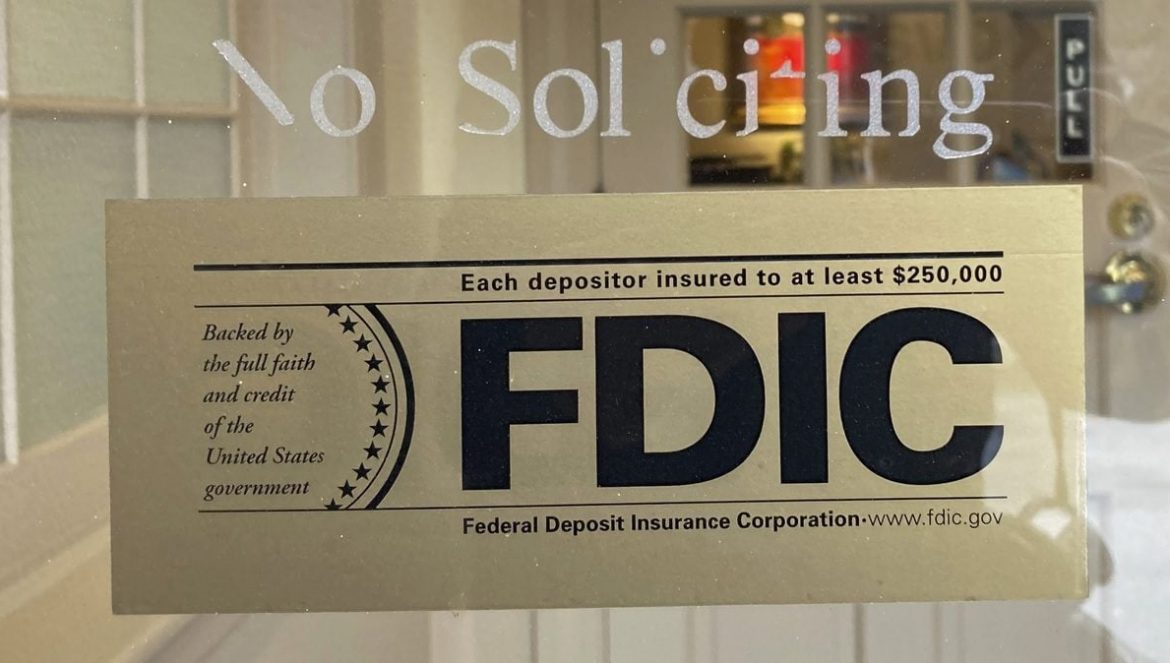 No Soliciting
PULL
Each depositor insured to at least $250,000
Backed by
the full faith
and credit
of the
United States
government
FDIC
Federal Deposit Insurance Corporation•www.fdic.gov